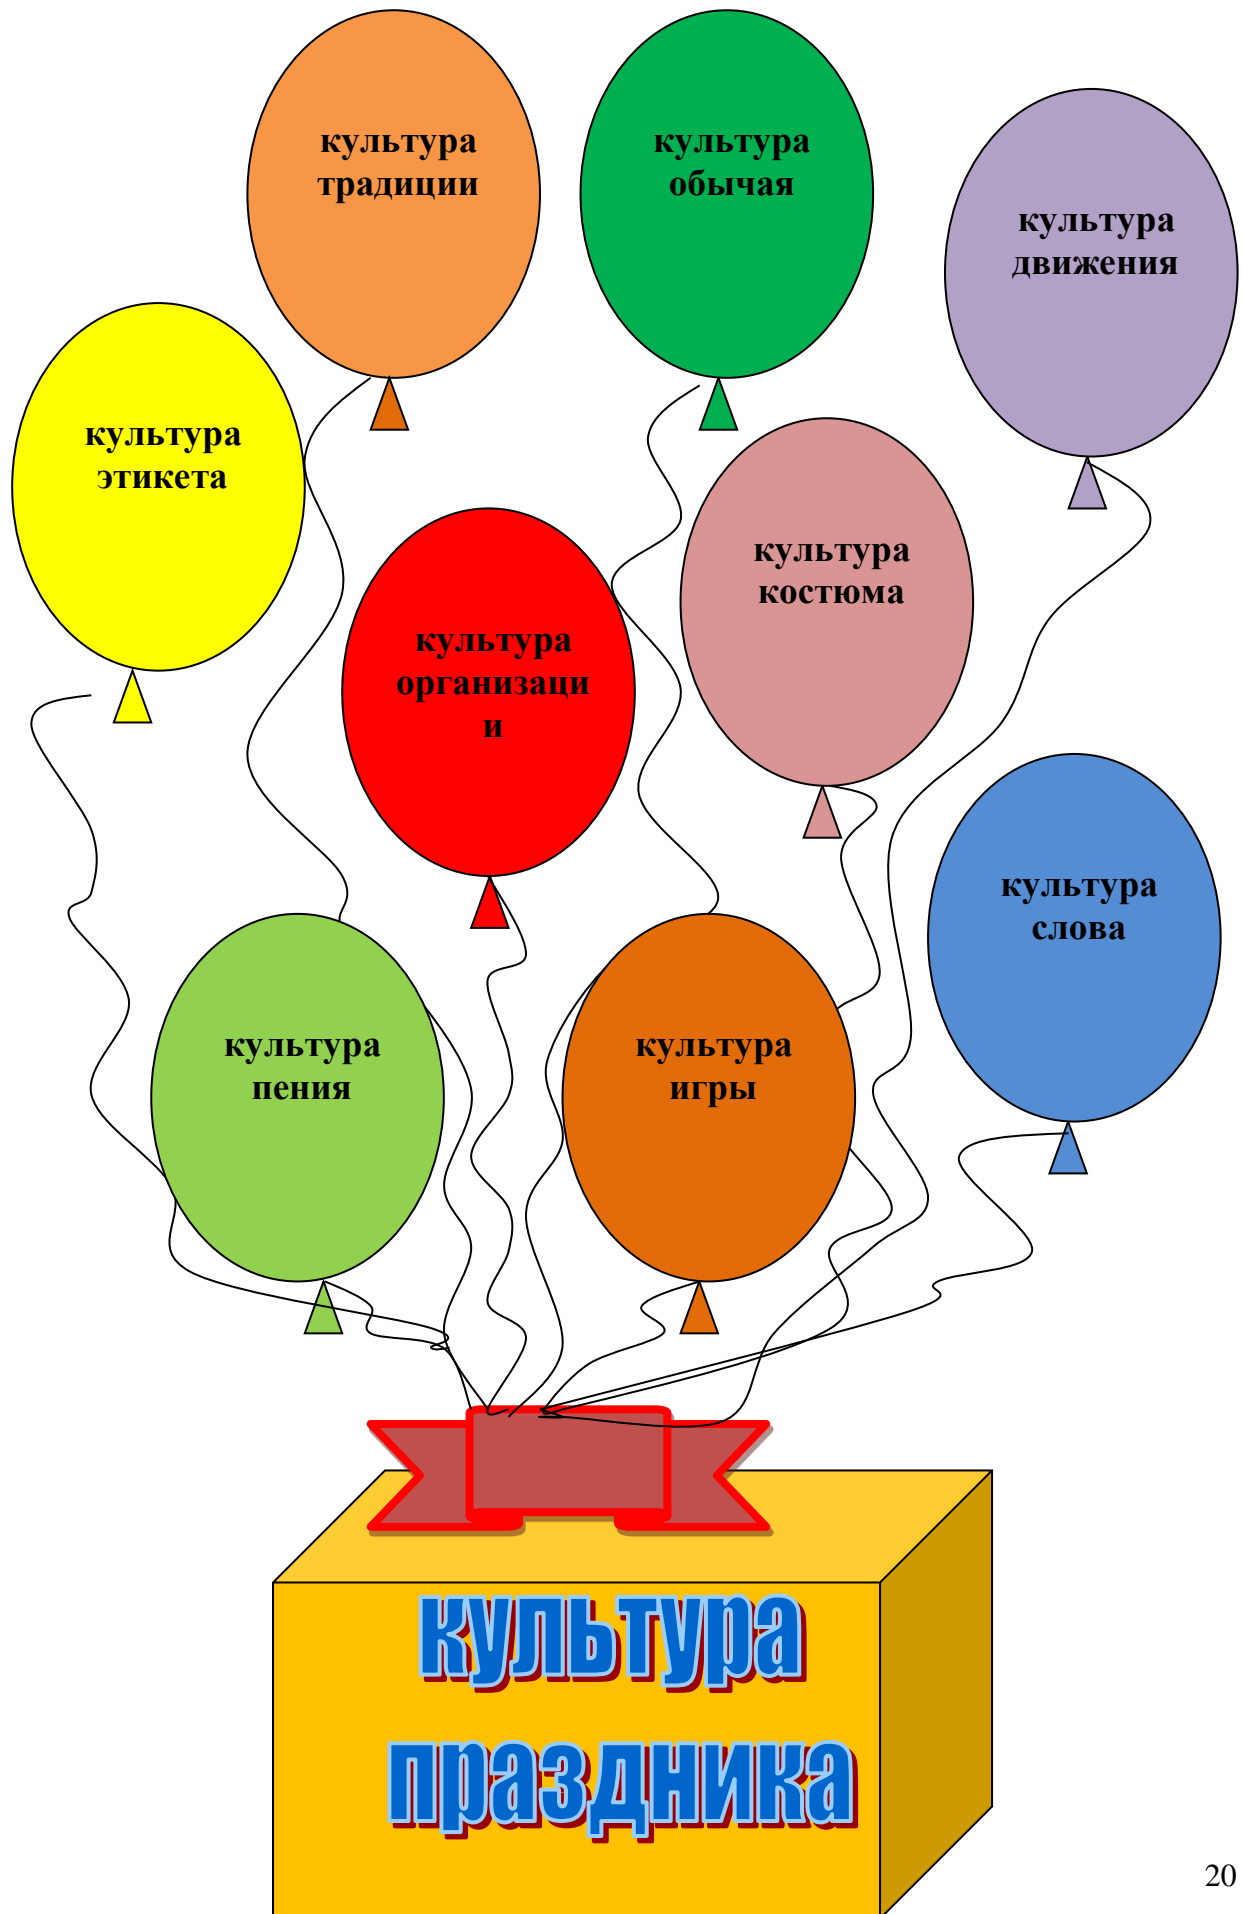 культура
традиции
культура
обычая
культура
движения
культура
этикета
культура
костюма
культура
организаци
и
культура
слова
культура
пения
культура
игры
культура
праздника
20